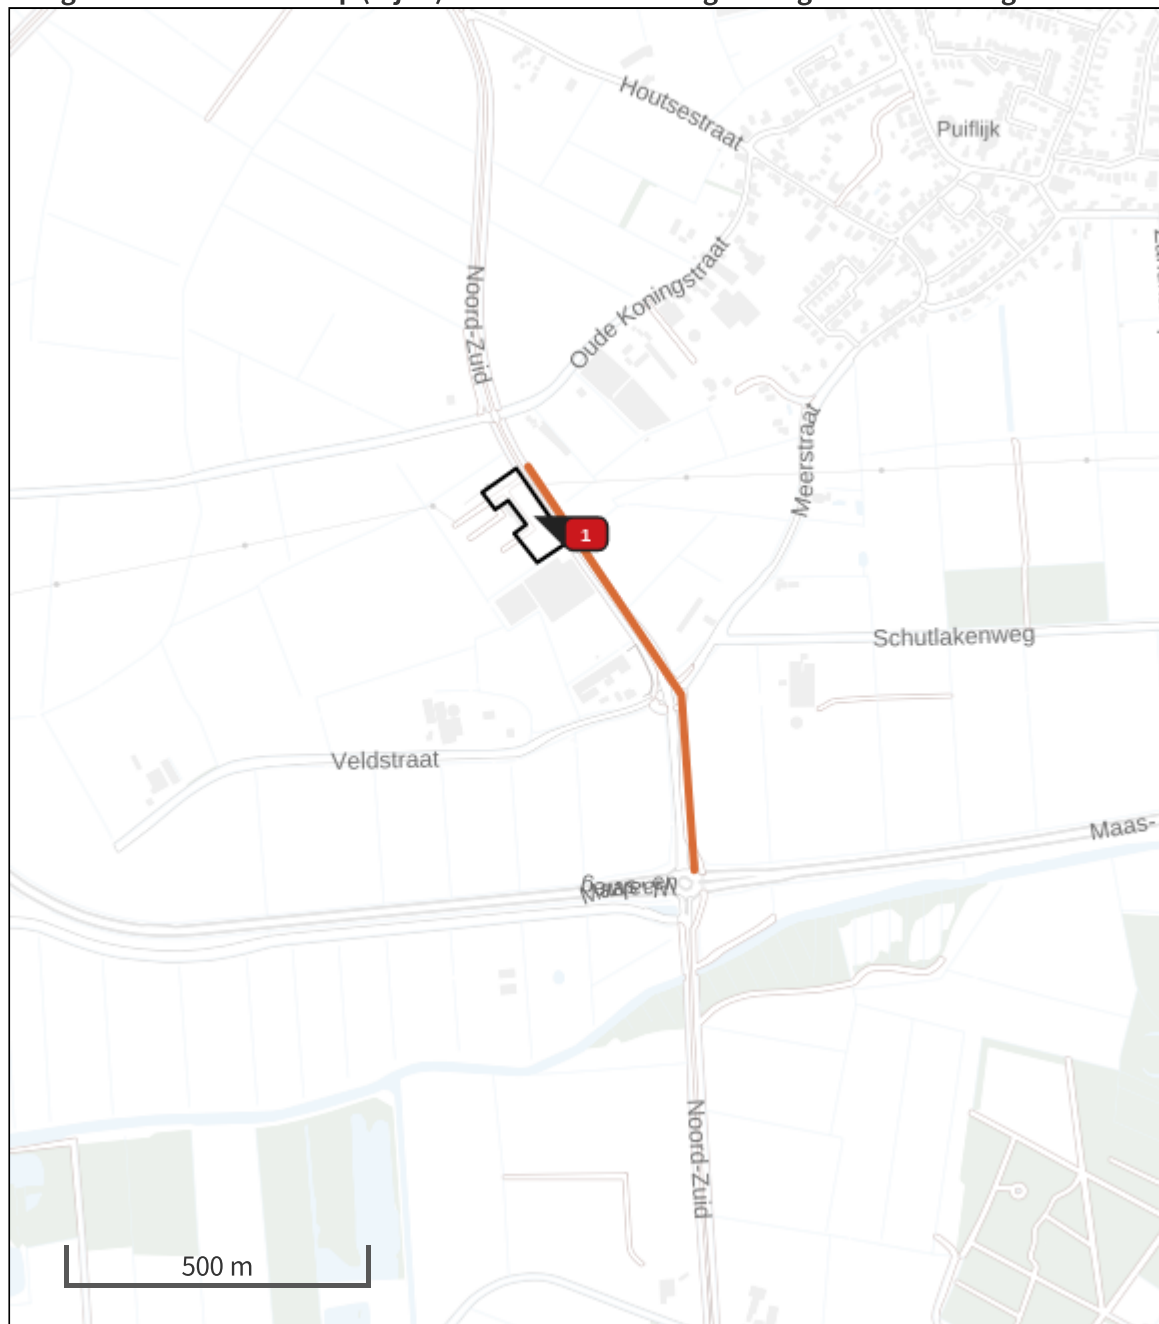 Houtsestraat
Puiflijk
Noord-Zuid
Oude Koningstraat
Meerstraat
1
Schutlakenweg
Veldstraat
Maas-
Noord-Zuid
500 m